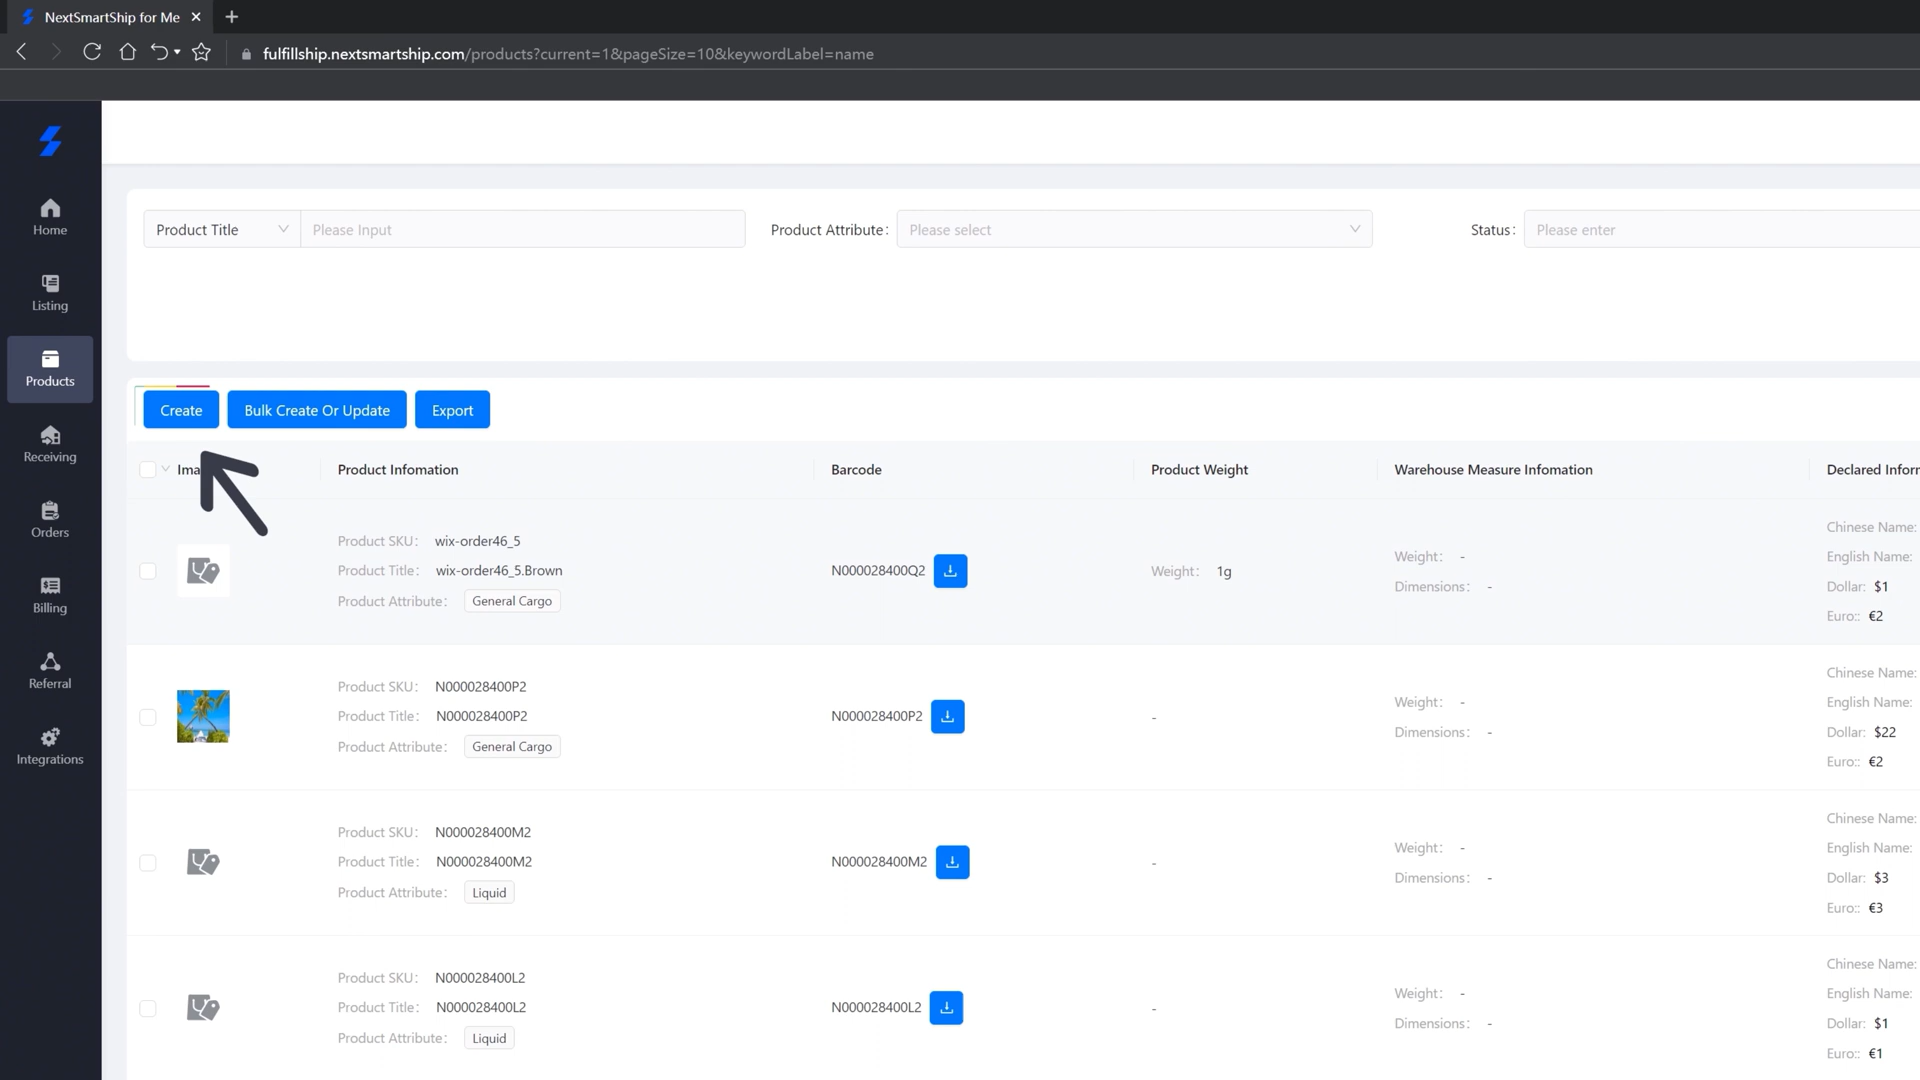 NextSmartShip for Me
fulfillship.nextsmartship.com/products?current=1&pageSize=10&keywordLabel=name
Home
Listing
Products
Receiving
Orders
Billing
Referral
Integrations
Product Title Please Input Product Attribute: Please select Status: Please enter
Create Bulk Create Or Update Export
Ima Product Infomation Barcode Product Weight Warehouse Measure Infomation Declared Inforr
Product SKU: wix-order46_5
Product Title: wix-order46_5.Brown
Product Attribute: General Cargo
N000028400Q2
Weight: 1g
Weight: -
Dimensions: -
Chinese Name:
English Name:
Dollar: $1
Euro:: €2
Product SKU: N000028400P2
Product Title: N000028400P2
Product Attribute: General Cargo
N000028400P2
-
Weight: -
Dimensions: -
Chinese Name:
English Name:
Dollar: $22
Euro:: €2
Product SKU: N000028400M2
Product Title: N000028400M2
Product Attribute: Liquid
N000028400M2
-
Weight: -
Dimensions: -
Chinese Name:
English Name:
Dollar: $3
Euro:: €3
Product SKU: N000028400L2
Product Title: N000028400L2
Product Attribute: Liquid
N000028400L2
-
Weight: -
Dimensions: -
Chinese Name:
English Name:
Dollar: $1
Euro:: €1